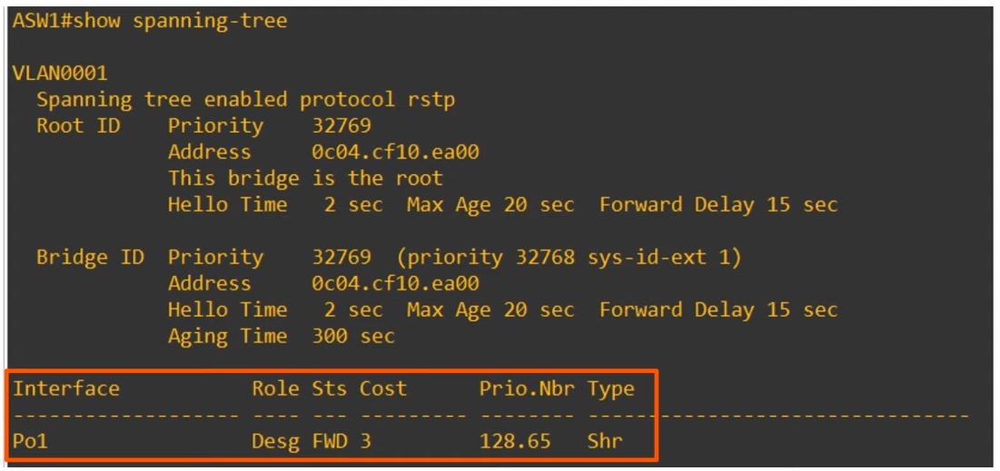 ASW1#show spanning-tree
VLAN0001
Spanning tree enabled protocol rstp
Root ID Priority 32769
Address 0c04.cf10.ea00
This bridge is the root
Hello Time 2 sec Max Age 20 sec Forward Delay 15 sec
Bridge ID Priority 32769 (priority 32768 sys-id-ext 1)
Address 0c04.cf10.ea00
Hello Time 2 sec Max Age 20 sec Forward Delay 15 sec
Aging Time 300 sec
Interface Role Sts Cost Prio.Nbr Type
------------------- ---- --- --------- -------- --------------------------------
Po1 Desg FWD 3 128.65 Shr